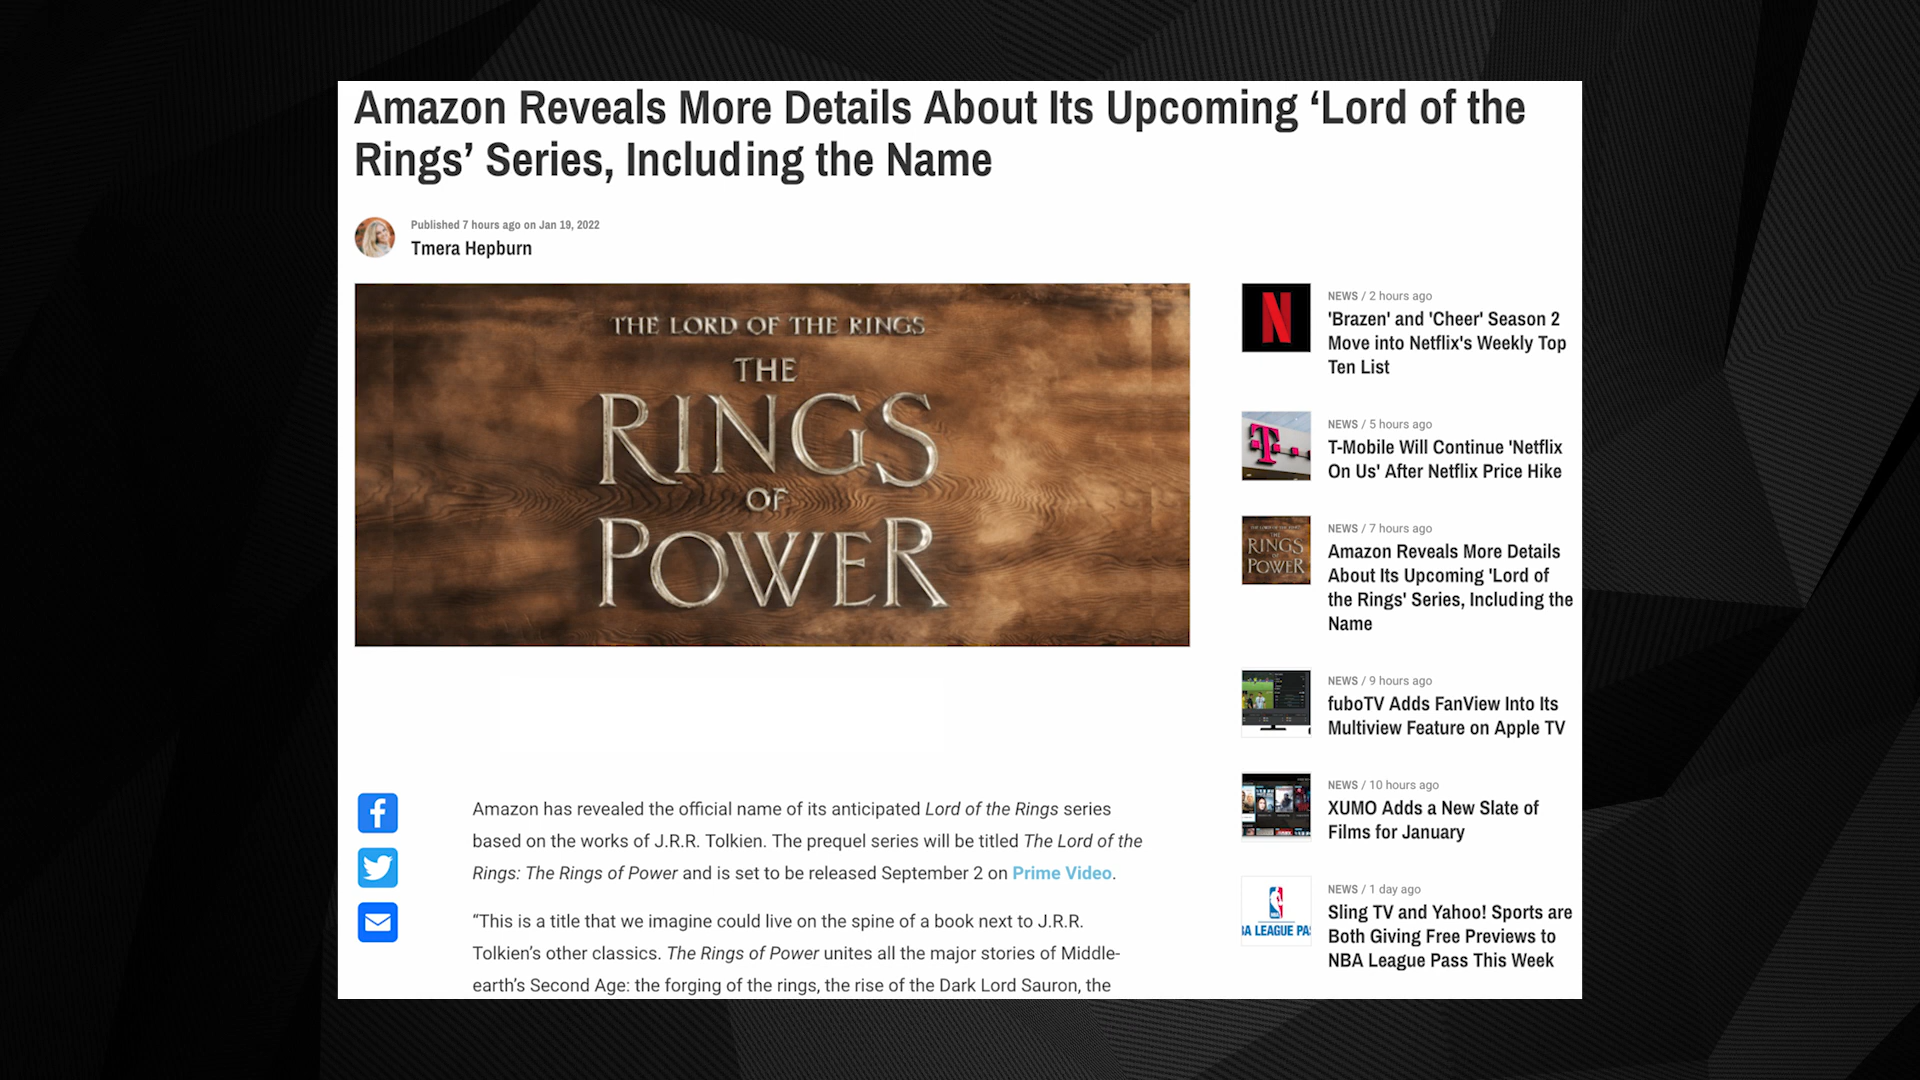 Amazon Reveals More Details About Its Upcoming ‘Lord of the
Rings’ Series, Including the Name
Published 7 hours ago on Jan 19, 2022
Tmera Hepburn
THE LORD OF THE RINGS
THE
RINGS
OF
POWER
Amazon has revealed the official name of its anticipated Lord of the Rings series
based on the works of J.R.R. Tolkien. The prequel series will be titled The Lord of the
Rings: The Rings of Power and is set to be released September 2 on Prime Video.
“This is a title that we imagine could live on the spine of a book next to J.R.R.
Tolkien’s other classics. The Rings of Power unites all the major stories of Middle-
earth’s Second Age: the forging of the rings, the rise of the Dark Lord Sauron, the
N
NEWS / 2 hours ago
'Brazen' and 'Cheer' Season 2
Move into Netflix's Weekly Top
Ten List
T
NEWS / 5 hours ago
T-Mobile Will Continue 'Netflix
On Us' After Netflix Price Hike
THE
RINGS
OF
POWER
NEWS / 7 hours ago
Amazon Reveals More Details
About Its Upcoming 'Lord of
the Rings' Series, Including the
Name
NEWS / 9 hours ago
fuboTV Adds FanView Into Its
Multiview Feature on Apple TV
NEWS / 10 hours ago
XUMO Adds a New Slate of
Films for January
A LEAGUE PA
NEWS / 1 day ago
Sling TV and Yahoo! Sports are
Both Giving Free Previews to
NBA League Pass This Week